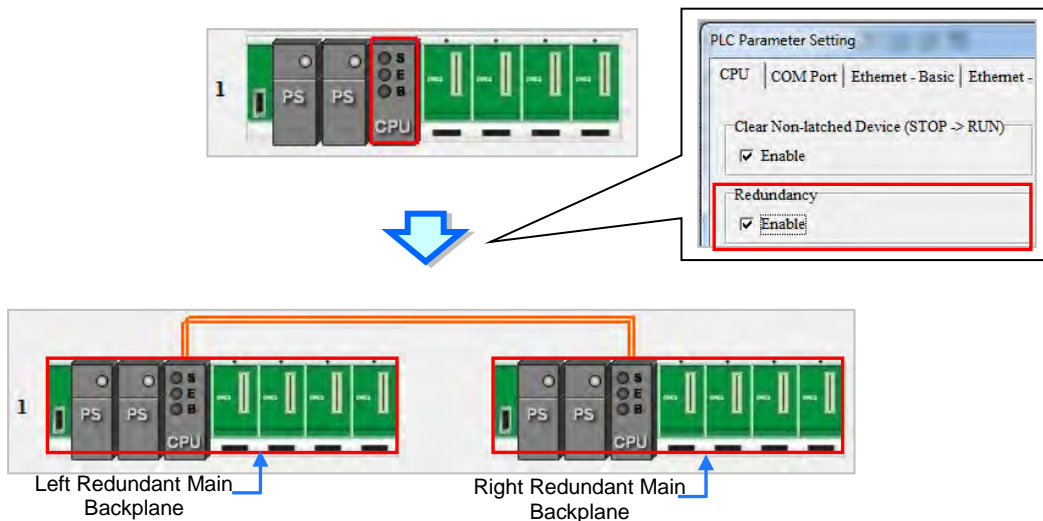 PLC Parameter Setting
CPU COM Port Ethernet - Basic Ethernet -
Clear Non-latched Device (STOP -> RUN)
Enable
Redundancy
Enable
1
PS PS CPU
S
E
B
1
PS PS CPU
S
E
B
PS PS CPU
S
E
B
Left Redundant Main
Backplane
Right Redundant Main
Backplane